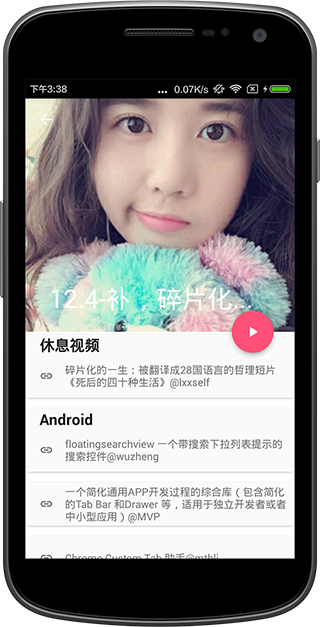 下午3:38
... 0.07K/s
12.4-补，碎片化...
休息视频
碎片化的一生：被翻译成28国语言的哲理短片
《死后的四十种生活》@lxxself
Android
floatingsearchview 一个带搜索下拉列表提示的
搜索控件@wuzheng
一个简化通用APP开发过程的综合库（包含简化
的Tab Bar 和Drawer 等，适用于独立开发者或者
中小型应用）@MVP
Chrome Custom Tab 助手@mthli